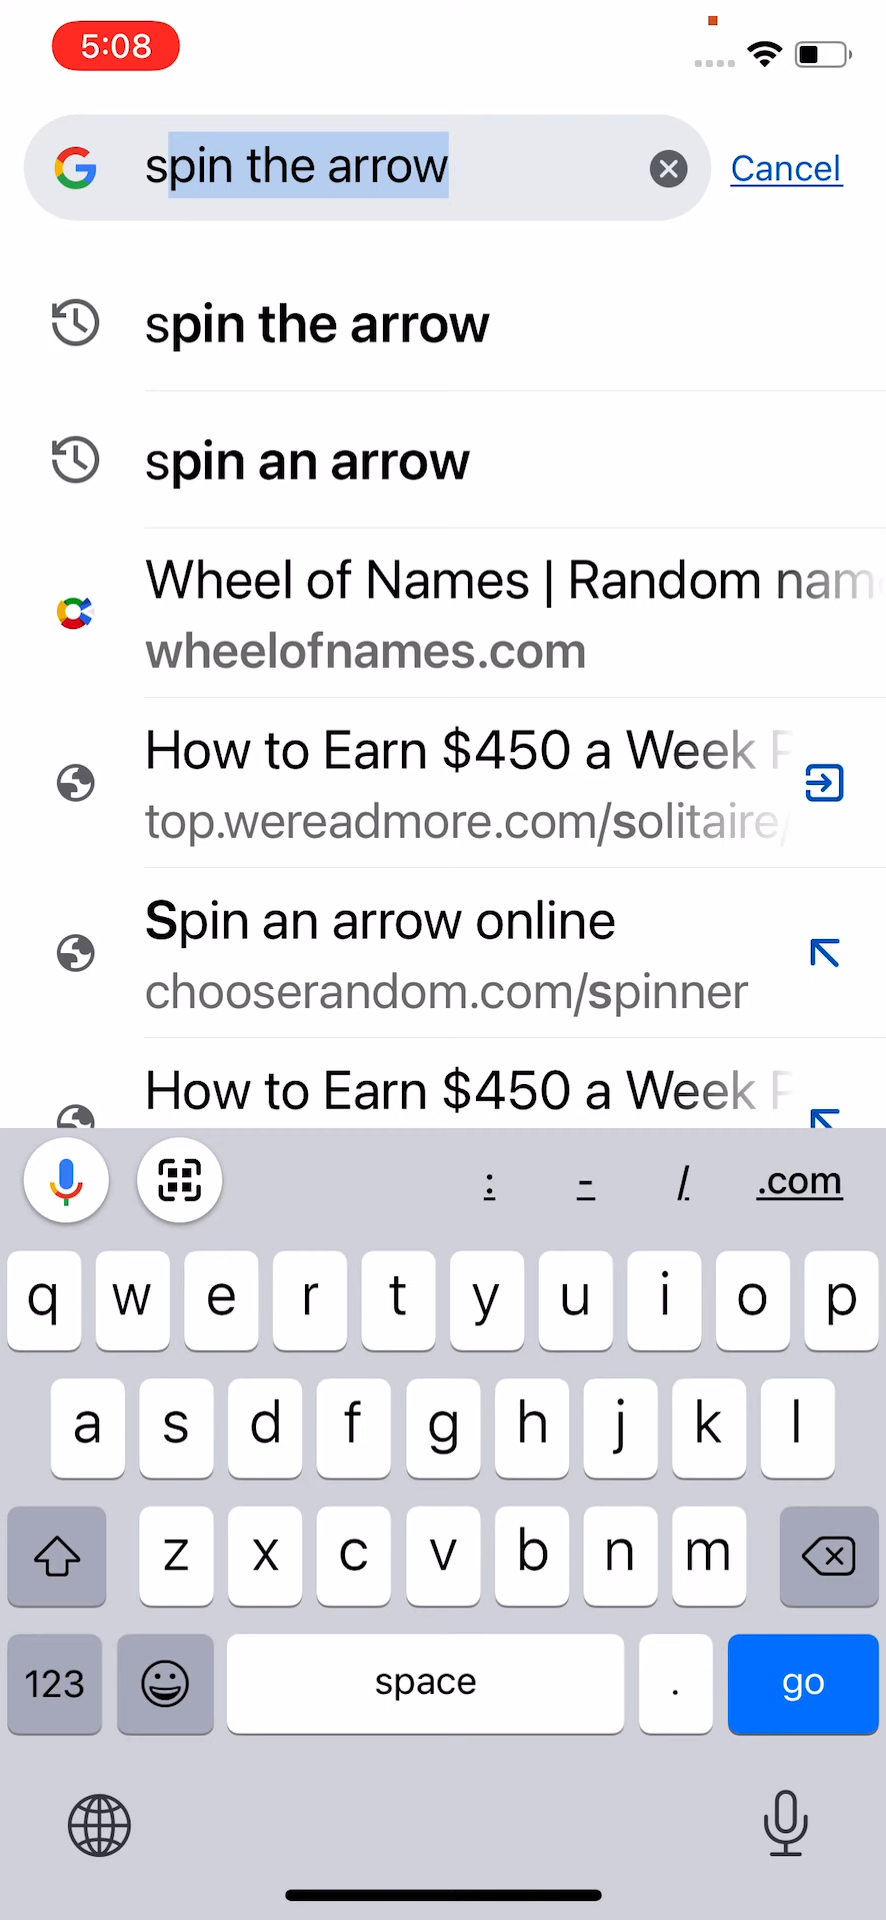 5:08
spin the arrow
Cancel
spin the arrow
spin an arrow
Wheel of Names | Random nam
wheelofnames.com
How to Earn $450 a Week P
top.wereadmore.com/solitaire/
Spin an arrow online
chooserandom.com/spinner
How to Earn $450 a Week P
: - / .com
q w e r t y u i o p
a s d f g h j k l
z x c v b n m
123 space . go